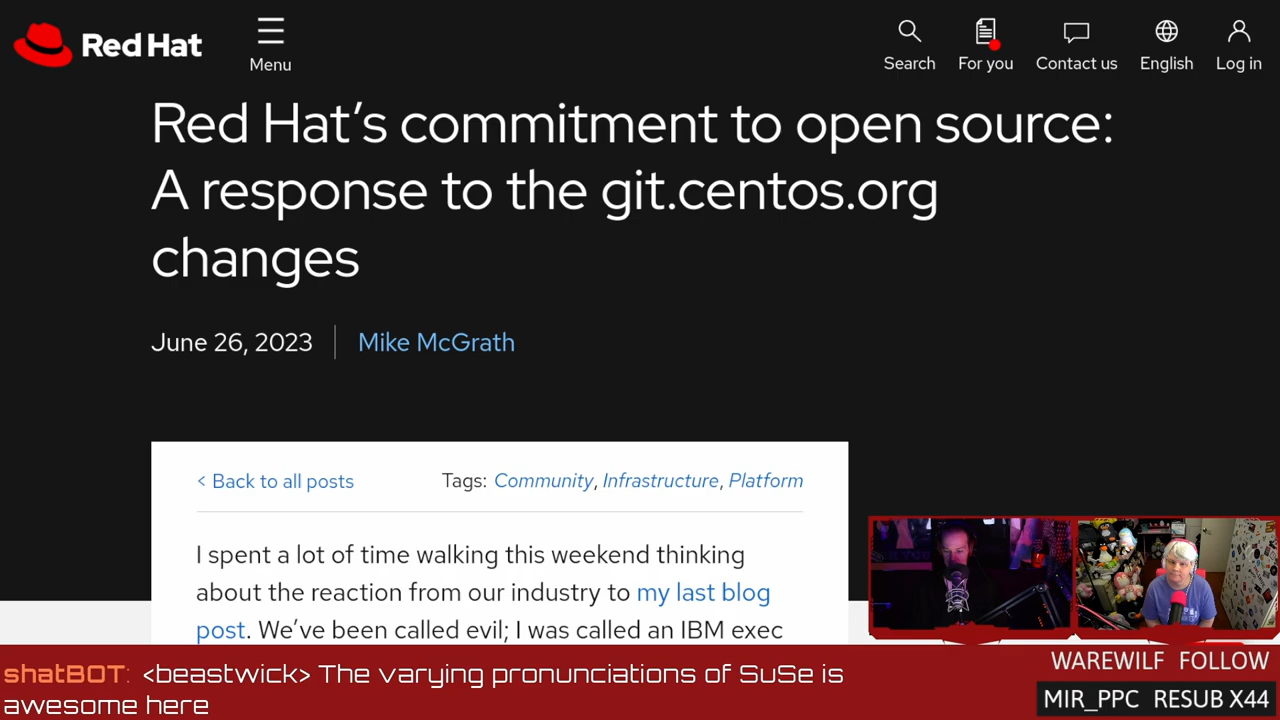 Red Hat
Menu
Search
For you
Contact us
English
Log in
Red Hat’s commitment to open source:
A response to the git.centos.org
changes
June 26, 2023
Mike McGrath
< Back to all posts
Tags: Community, Infrastructure, Platform
I spent a lot of time walking this weekend thinking
about the reaction from our industry to my last blog
post. We’ve been called evil; I was called an IBM exec
shatBOT: <beastwick> The varying pronunciations of SuSe is
awesome here
WAREWILF FOLLOW
MIR_PPC RESUB X44